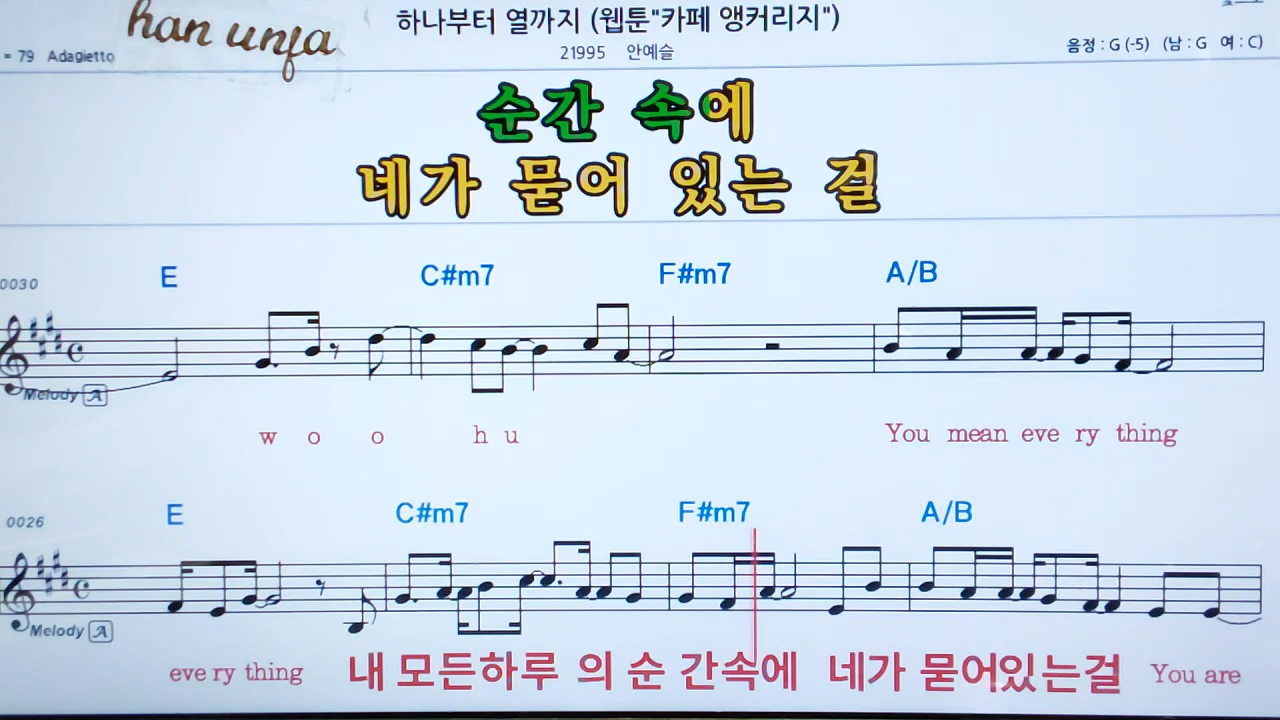 han unfa
하나부터 열까지 (웹툰"카페 앵커리지")
= 79 Adagietto
21995 안예슬
음정 : G (-5) (남 : G 여 : C)
순간 속에
네가 묻어 있는 걸
0030
E C#m7 F#m7 A/B
Melody A
w o o h u You mean eve ry thing
0026
E C#m7 F#m7 A/B
Melody A
eve ry thing 내 모든하루 의 순 간속에 네가 묻어있는걸 You are